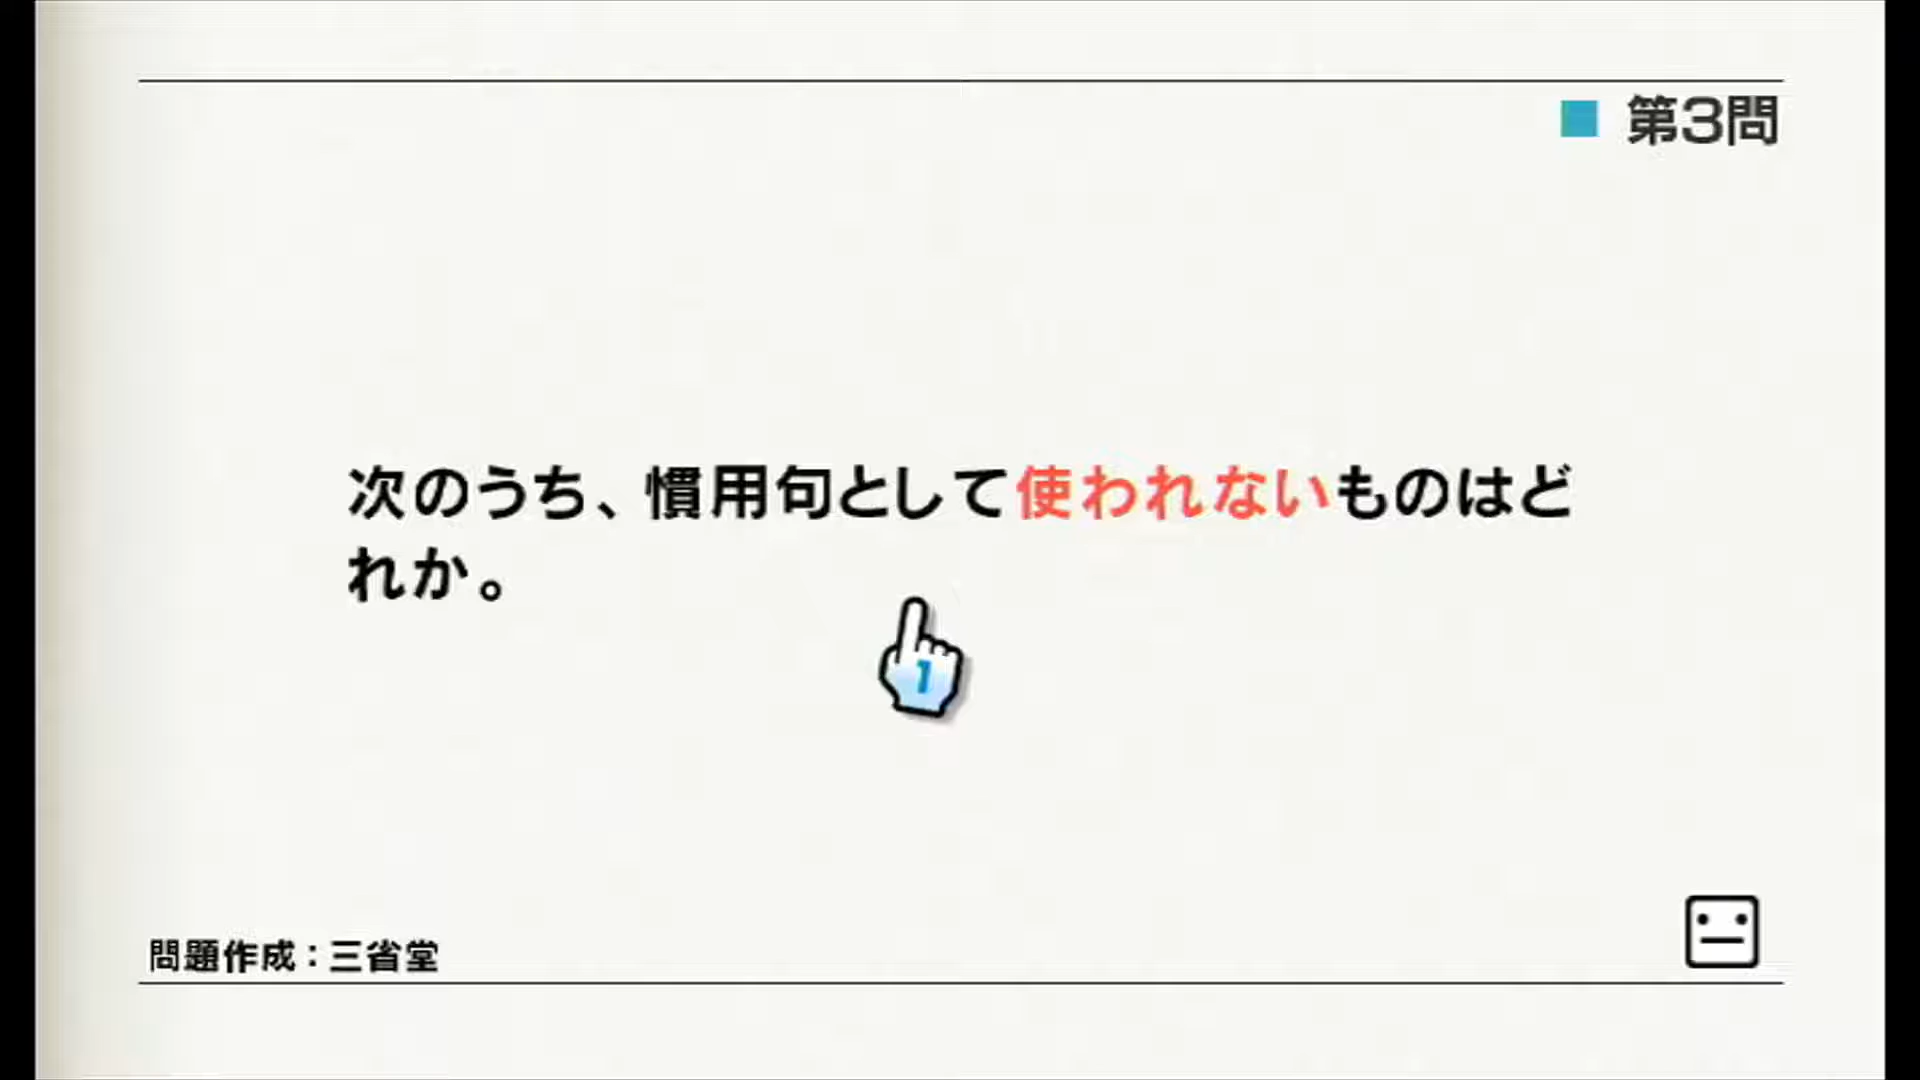 第3問
次のうち、慣用句として使われないものはど
れか。
1
問題作成：三省堂